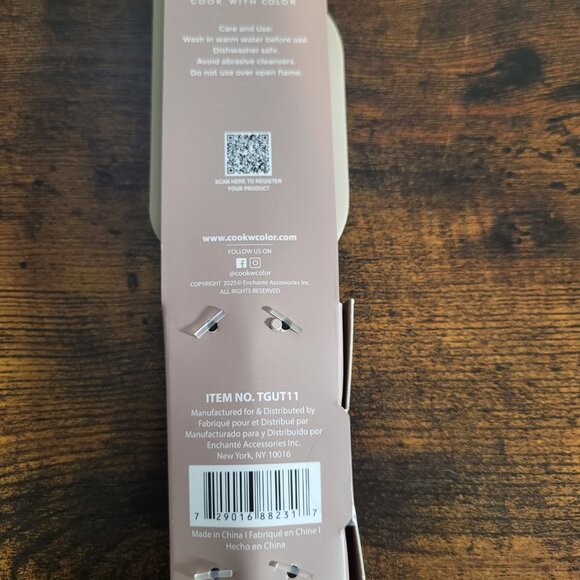 COOK WITH COLOR
Care and Use:
Wash in warm water before use.
Dishwasher safe.
Avoid abrasive cleansers.
Do not use over open flame.
SCAN HERE TO REGISTER
YOUR PRODUCT
www.cookwcolor.com
FOLLOW US ON
@cookwcolor
COPYRIGHT 2025© Enchanté Accessories Inc.
ALL RIGHTS RESERVED.
ITEM NO. TGUT11
Manufactured for & Distributed by
Fabriqué pour et Distribué par
Manufacturado para y Distribuido por
Enchanté Accessories Inc.
New York, NY 10016
7 29016 88231 7
Made in China I Fabriqué en Chine I
Hecho en China